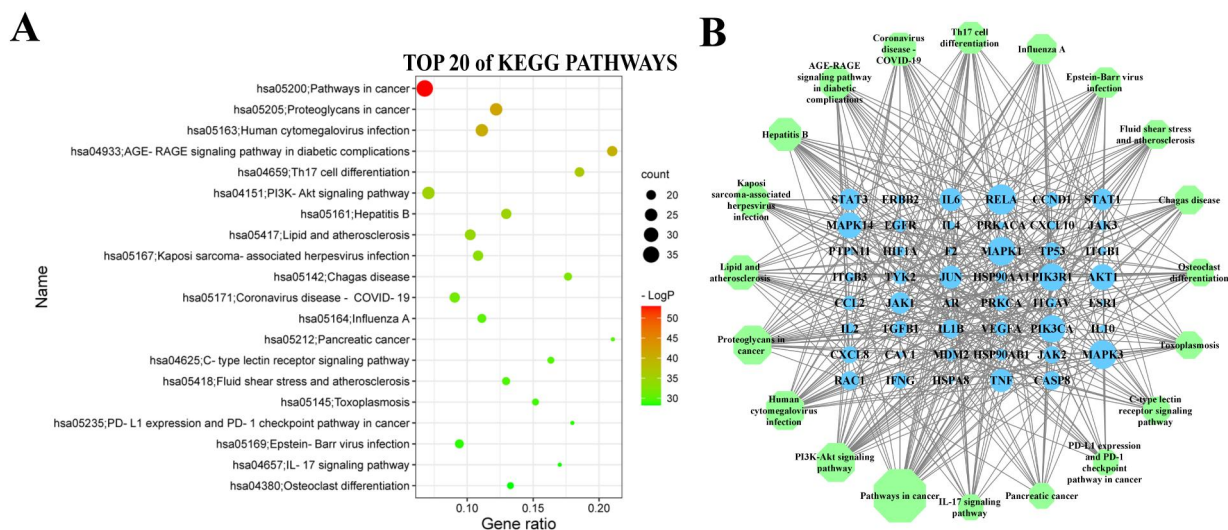 A
TOP 20 of KEGG PATHWAYS
Name
hsa05200;Pathways in cancer
hsa05205;Proteoglycans in cancer
hsa05163;Human cytomegalovirus infection
hsa04933;AGE- RAGE signaling pathway in diabetic complications
hsa04659;Th17 cell differentiation
hsa04151;PI3K- Akt signaling pathway
hsa05161;Hepatitis B
hsa05417;Lipid and atherosclerosis
hsa05167;Kaposi sarcoma- associated herpesvirus infection
hsa05142;Chagas disease
hsa05171;Coronavirus disease - COVID- 19
hsa05164;Influenza A
hsa05212;Pancreatic cancer
hsa04625;C- type lectin receptor signaling pathway
hsa05418;Fluid shear stress and atherosclerosis
hsa05145;Toxoplasmosis
hsa05235;PD- L1 expression and PD- 1 checkpoint pathway in cancer
hsa05169;Epstein- Barr virus infection
hsa04657;IL- 17 signaling pathway
hsa04380;Osteoclast differentiation
0.10 0.15 0.20
Gene ratio
count
20
25
30
35
- LogP
50
45
40
35
30
B
Th17 cell
differentiation
Coronavirus
disease -
COVID-19
Influenza A
AGE-RAGE
signaling pathway
in diabetic
complications
Epstein-Barr virus
infection
Hepatitis B
Fluid shear stress
and atherosclerosis
Kaposi
sarcoma-associated
herpesvirus
infection
Chagas disease
Lipid and
atherosclerosis
Osteoclast
differentiation
Proteoglycans in
cancer
Toxoplasmosis
Human
cytomegalovirus
infection
C-type lectin
receptor signaling
pathway
PI3K-Akt signaling
pathway
PD-L1 expression
and PD-1
checkpoint
pathway in cancer
Pathways in cancer
IL-17 signaling
pathway
Pancreatic cancer
STAT3 ERBB2 IL6 RELA CCND1 STAT1
MAPK14 EGFR IL4 PRKACA CXCL10 JAK3
PTPN11 HIF1A F2 MAPK1 TP53 ITGB1
ITGB3 TYK2 JUN HSP90AA1 PIK3R1 AKT1
CCL2 JAK1 AR PRKCA ITGAV ESR1
IL2 TGFB1 IL1B VEGFA PIK3CA IL10
CXCL8 CAV1 MDM2 HSP90AB1 JAK2 MAPK3
RAC1 IFNG HSPA8 TNF CASP8